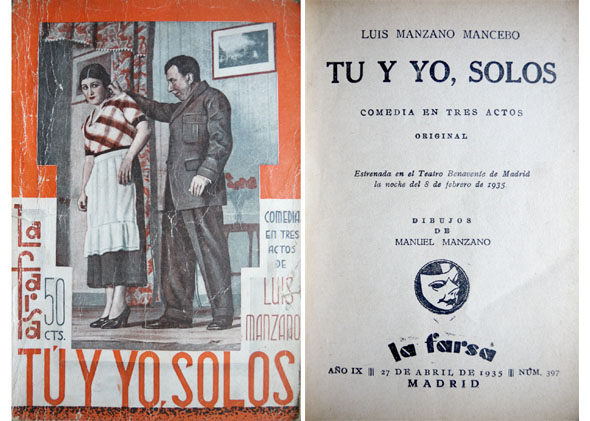 la farsa
50
CTS.
COMEDIA
EN TRES
ACTOS
DE
LUIS
MANZANO
TÚ Y YO, SOLOS
LUIS MANZANO MANCEBO
TU Y YO, SOLOS
COMEDIA EN TRES ACTOS
ORIGINAL
Estrenada en el Teatro Benavente de Madrid
la noche del 8 de febrero de 1935
DIBUJOS
DE
MANUEL MANZANO
la farsa
AÑO IX ||| 27 DE ABRIL DE 1935 ||| NÚM. 397
MADRID